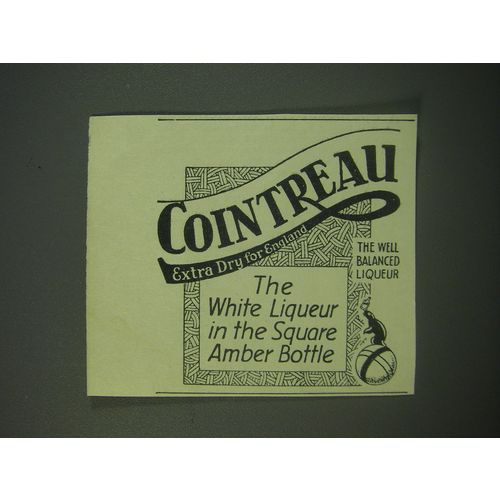 COINTREAU
Extra Dry for England
THE WELL
BALANCED
LIQUEUR
The
White Liqueur
in the Square
Amber Bottle